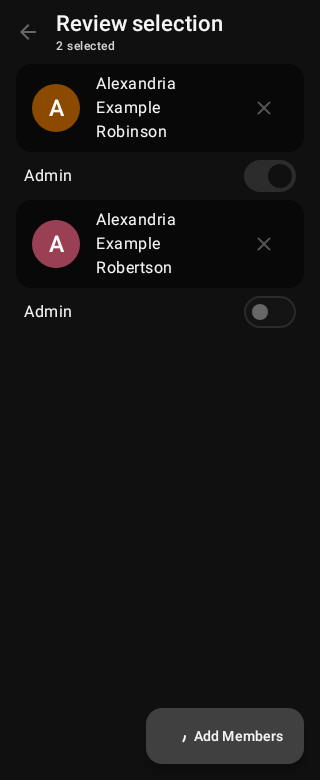 Review selection
2 selected
A
Alexandria
Example
Robinson
Admin
A
Alexandria
Example
Robertson
Admin
Add Members